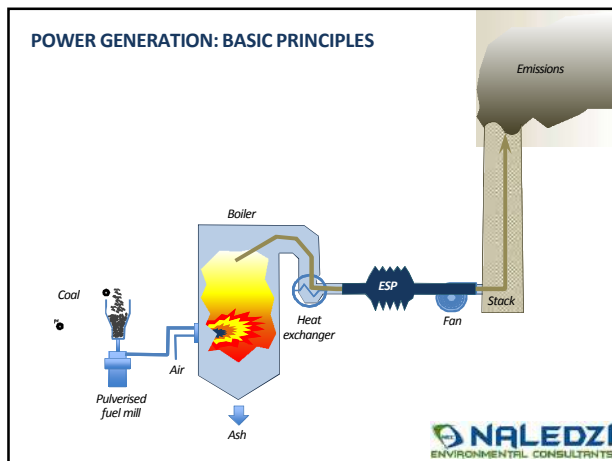 POWER GENERATION: BASIC PRINCIPLES
Emissions
Boiler
Coal
ESP
Heat
exchanger
Fan
Stack
Air
Pulverised
fuel mill
Ash
NALEDZI
ENVIRONMENTAL CONSULTANTS